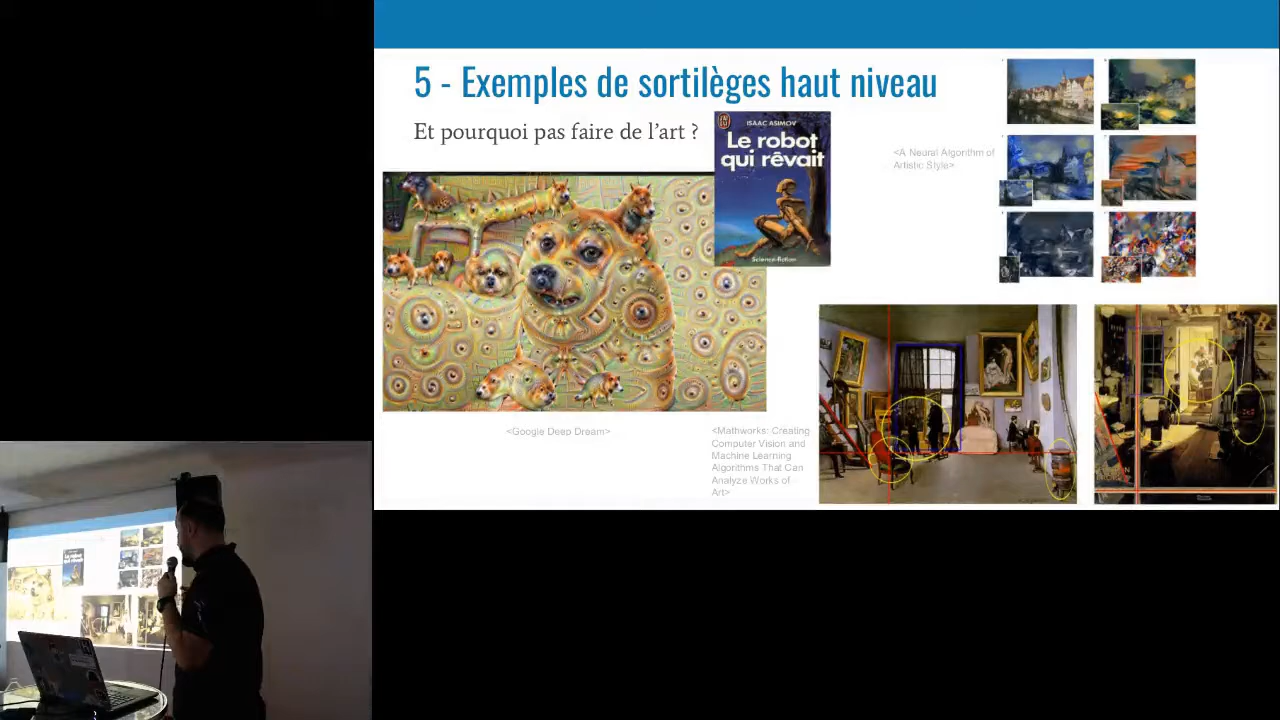 5 - Exemples de sortilèges haut niveau
Et pourquoi pas faire de l'art ?
ISAAC ASIMOV
Le robot
qui rêvait
Science-fiction
<A Neural Algorithm of
Artistic Style>
<Google Deep Dream>
<Mathworks: Creating
Computer Vision and
Machine Learning
Algorithms That Can
Analyze Works of
Art>